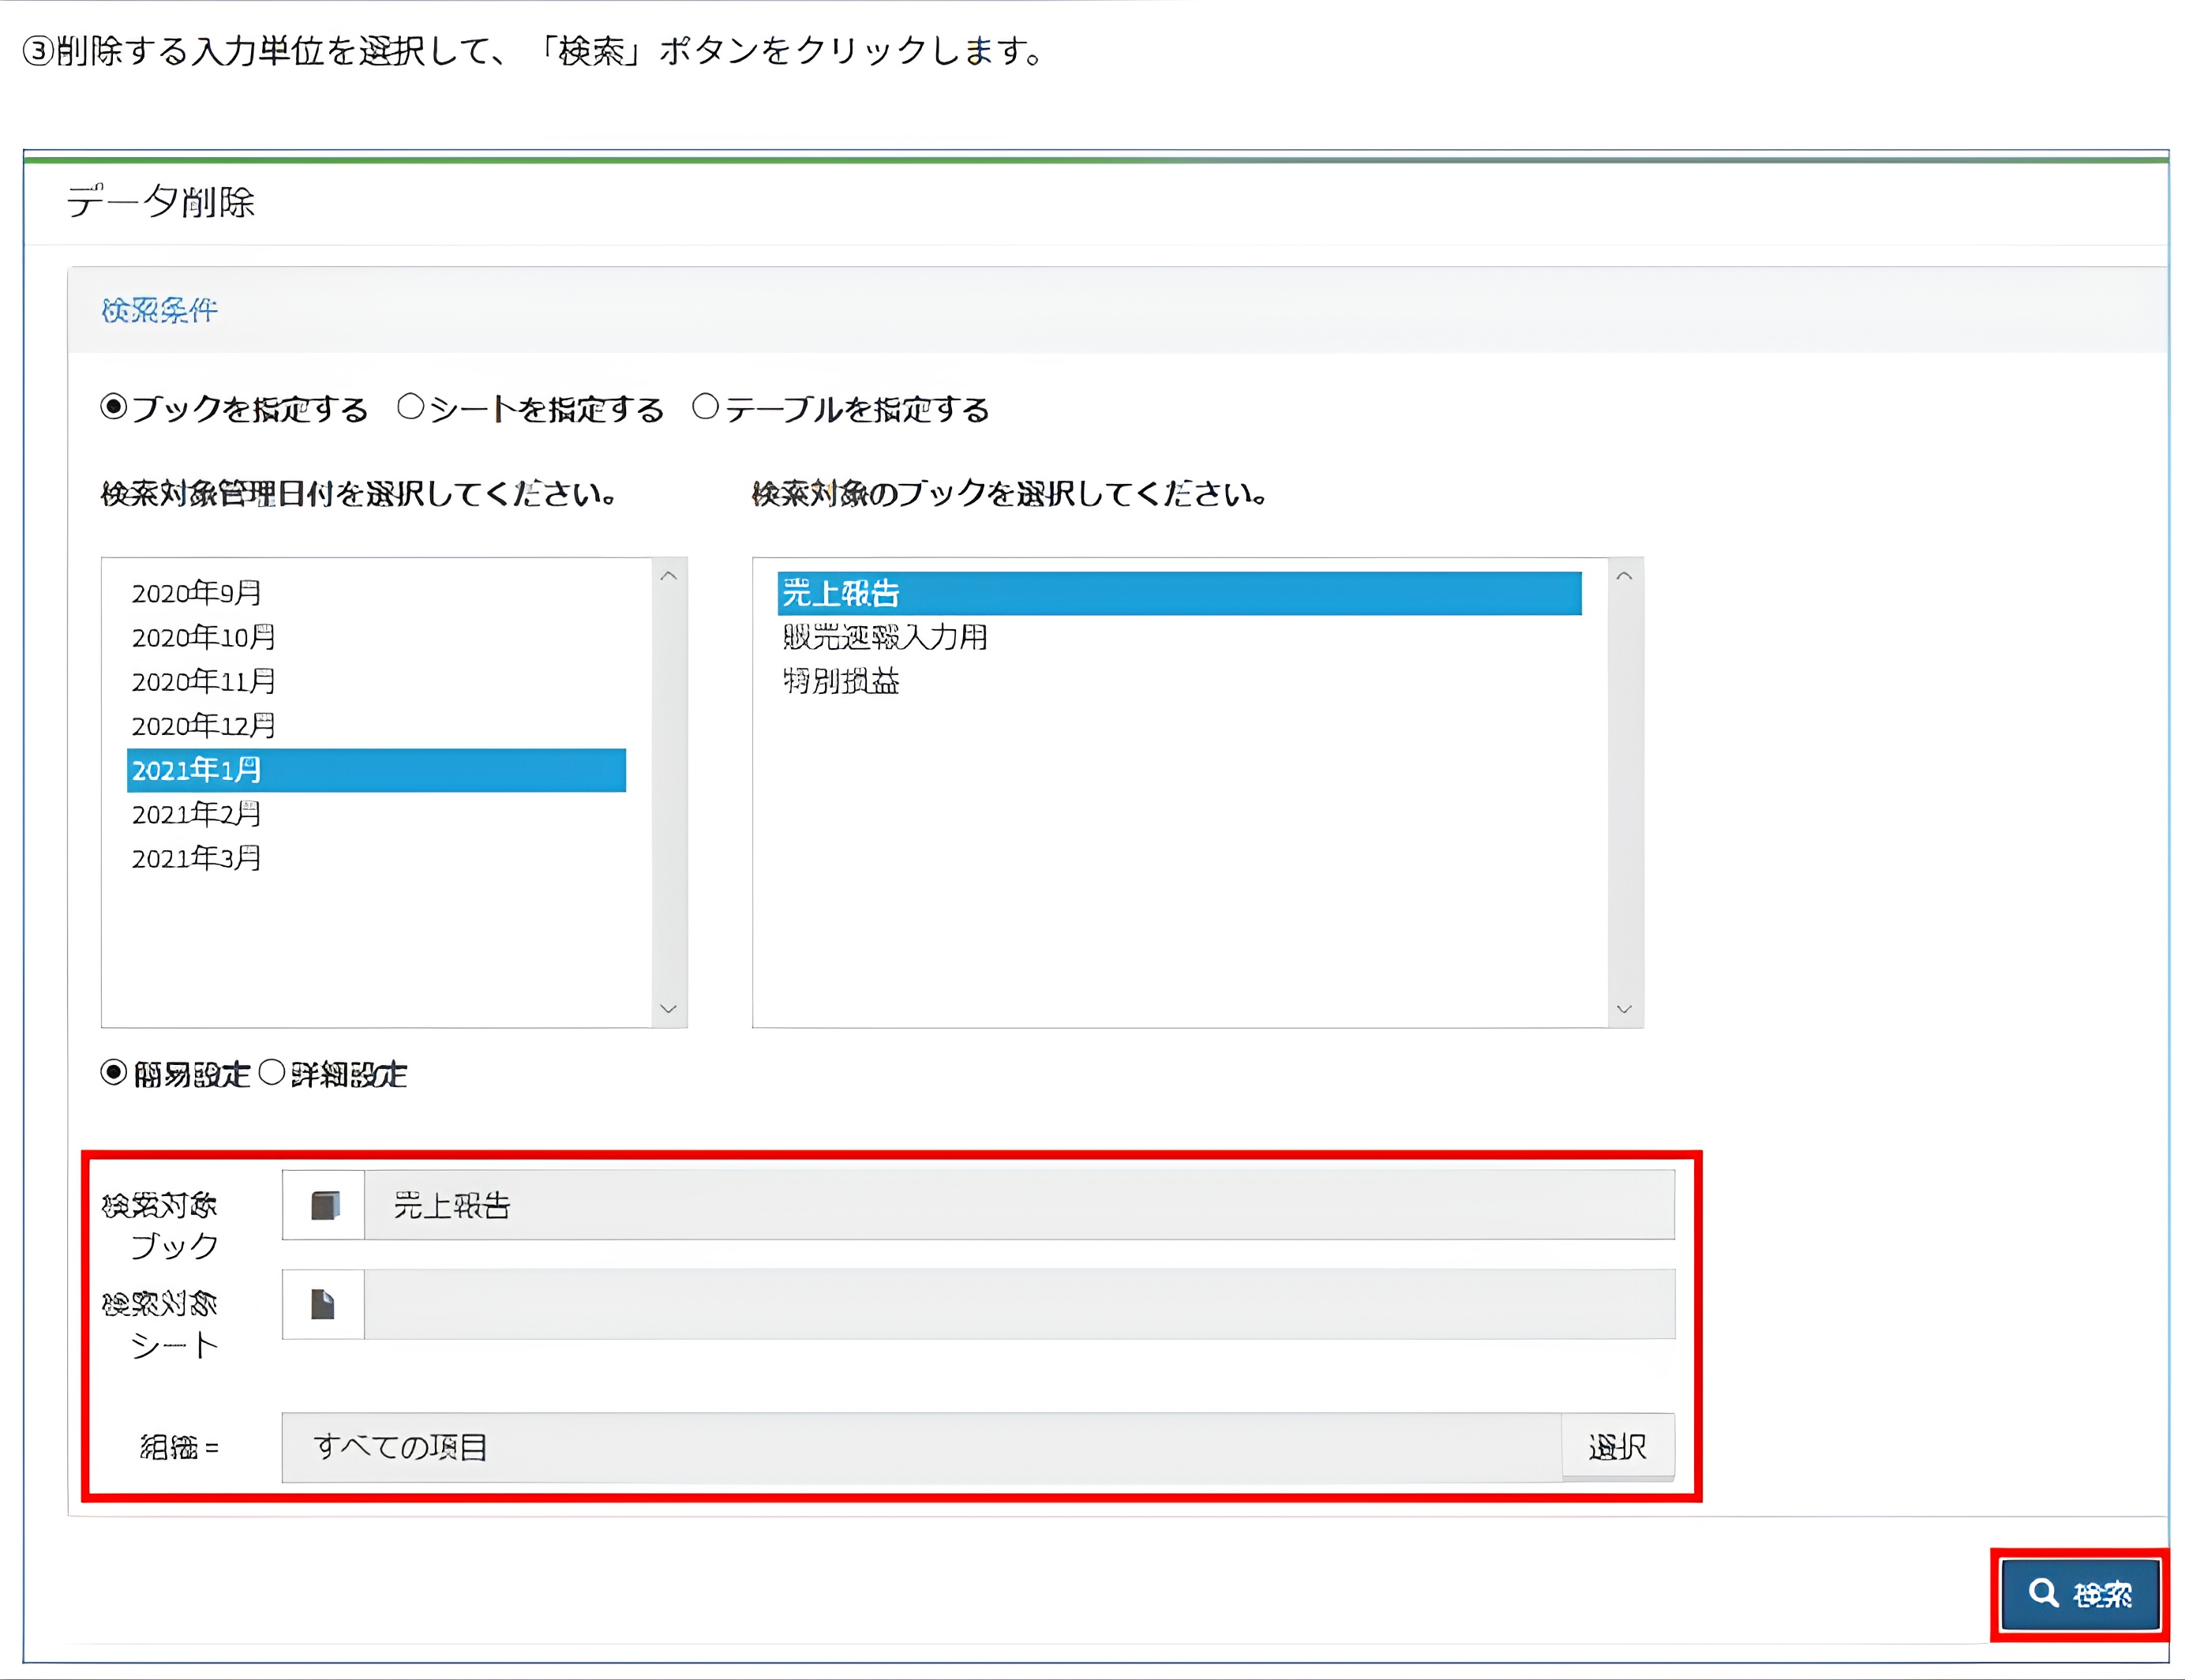 ③削除する入力単位を選択して、「検索」ボタンをクリックします。
データ削除
検索条件
ブックを指定する シートを指定する テーブルを指定する
検索対象管理日付を選択してください。 検索対象のブックを選択してください。
2020年9月
2020年10月
2020年11月
2020年12月
2021年1月
2021年2月
2021年3月
売上報告
販売速報入力用
特別損益
簡易設定 詳細設定
検索対象
ブック
売上報告
検索対象
シート
組織=
すべての項目
選択
検索